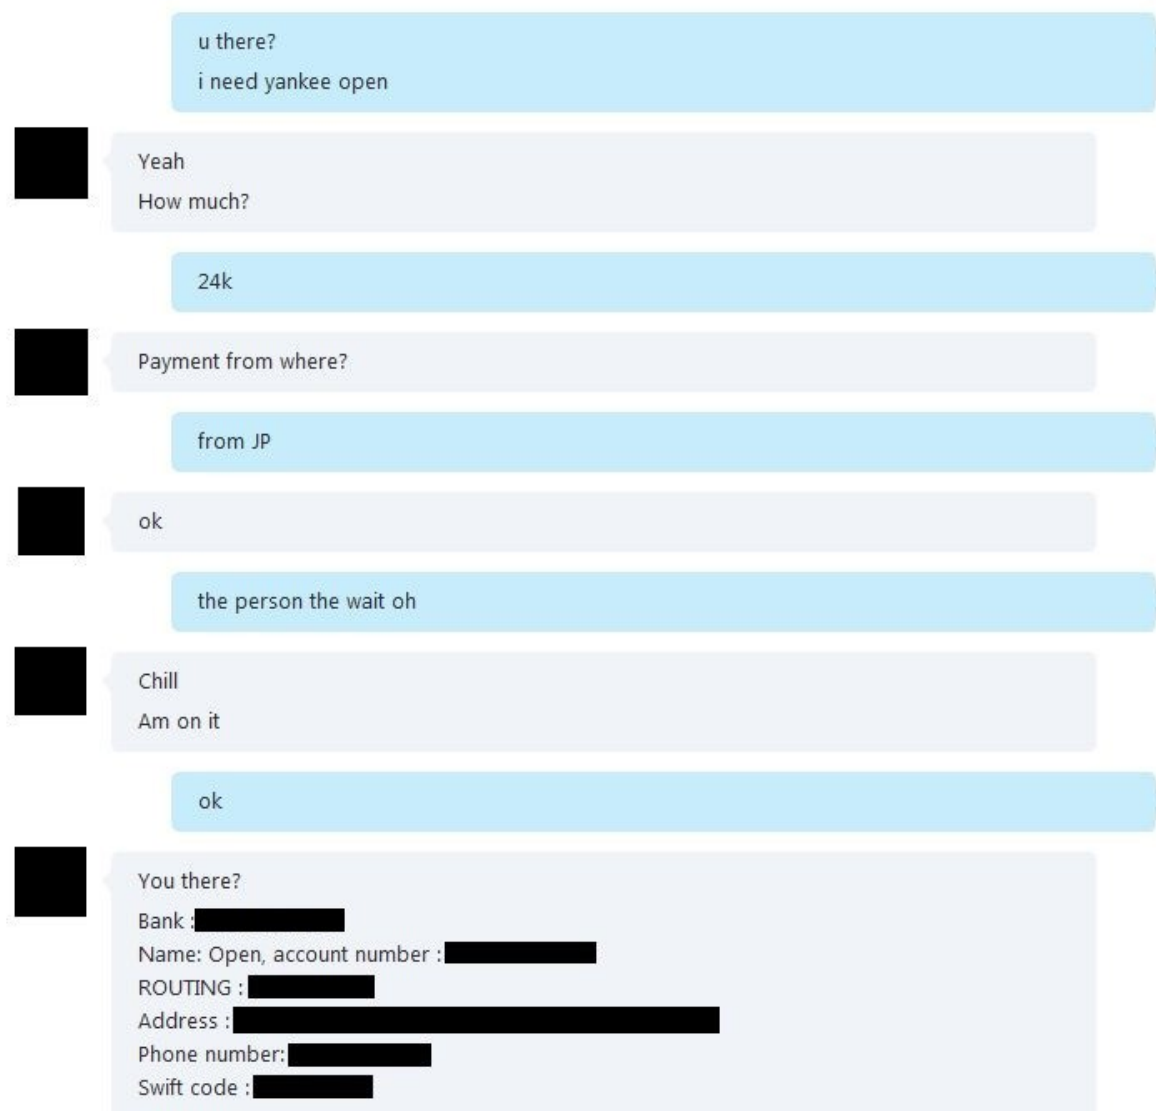 u there?
i need yankee open
Yeah
How much?
24k
Payment from where?
from JP
ok
the person the wait oh
Chill
Am on it
ok
You there?
Bank :
Name: Open, account number :
ROUTING :
Address :
Phone number:
Swift code :